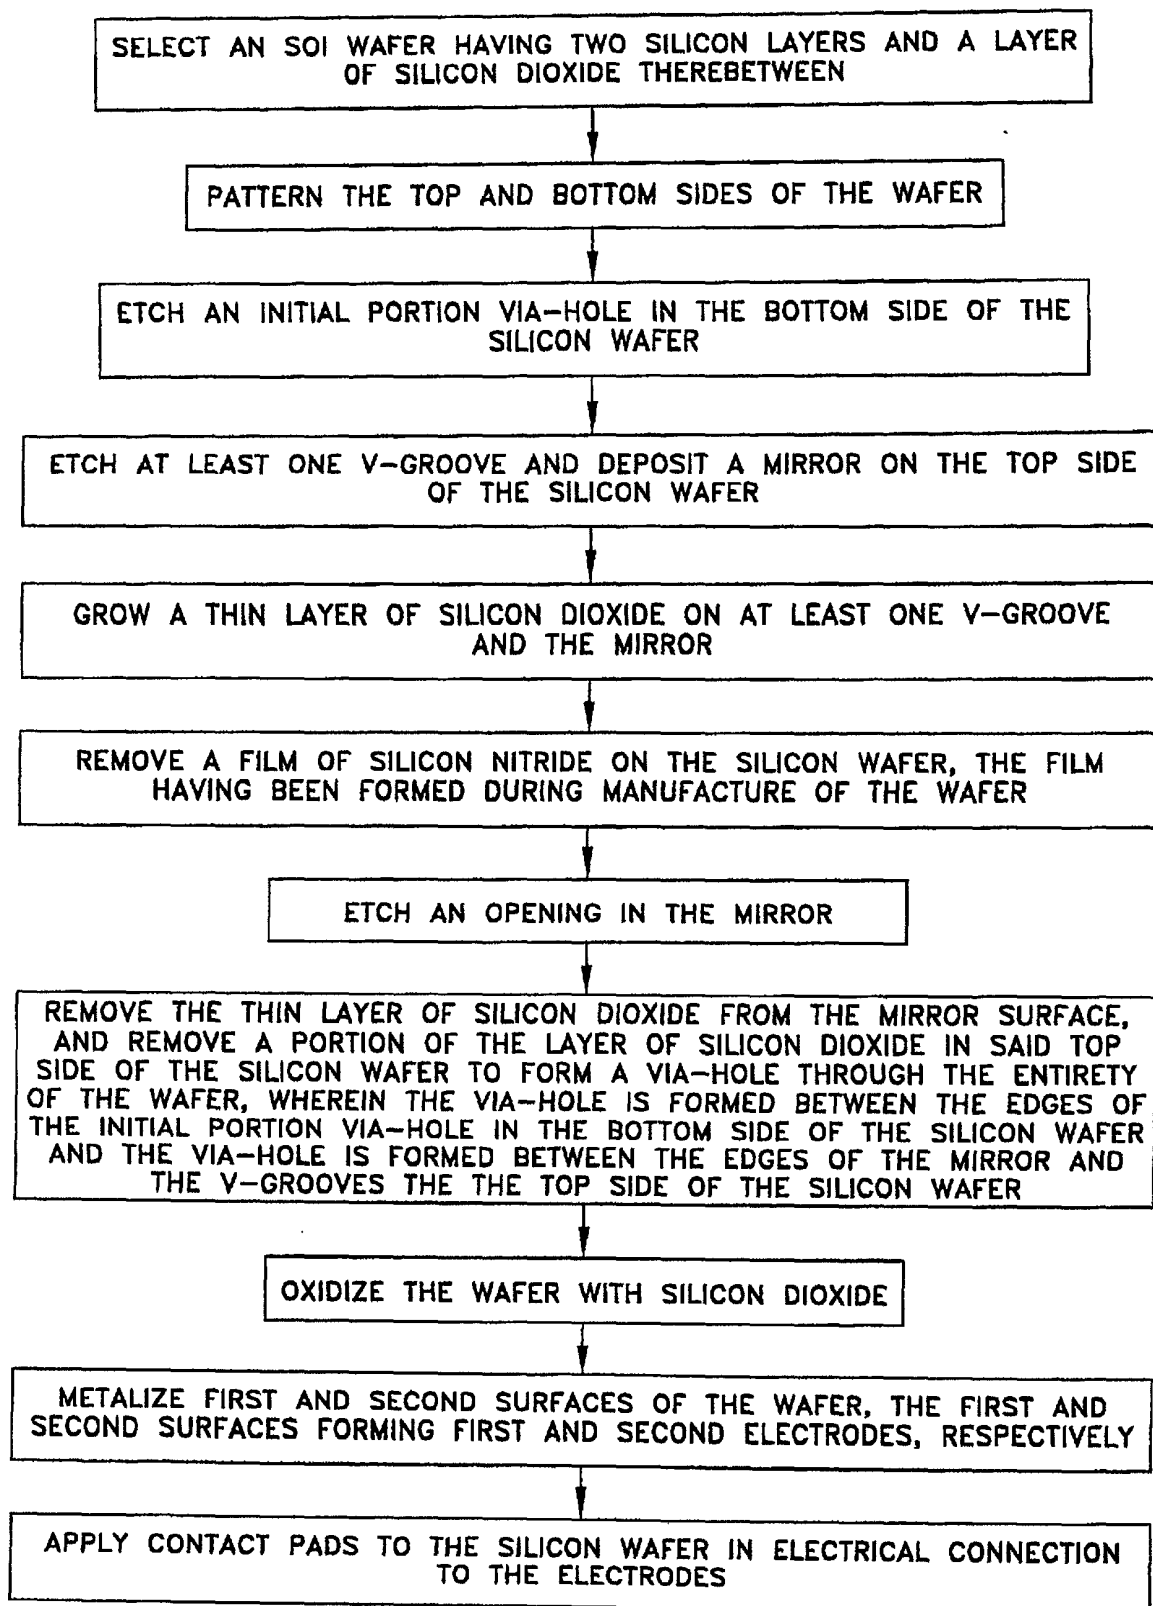 SELECT AN SOI WAFER HAVING TWO SILICON LAYERS AND A LAYER
OF SILICON DIOXIDE THEREBETWEEN
PATTERN THE TOP AND BOTTOM SIDES OF THE WAFER
ETCH AN INITIAL PORTION VIA-HOLE IN THE BOTTOM SIDE OF THE
SILICON WAFER
ETCH AT LEAST ONE V-GROOVE AND DEPOSIT A MIRROR ON THE TOP SIDE
OF THE SILICON WAFER
GROW A THIN LAYER OF SILICON DIOXIDE ON AT LEAST ONE V-GROOVE
AND THE MIRROR
REMOVE A FILM OF SILICON NITRIDE ON THE SILICON WAFER, THE FILM
HAVING BEEN FORMED DURING MANUFACTURE OF THE WAFER
ETCH AN OPENING IN THE MIRROR
REMOVE THE THIN LAYER OF SILICON DIOXIDE FROM THE MIRROR SURFACE,
AND REMOVE A PORTION OF THE LAYER OF SILICON DIOXIDE IN SAID TOP
SIDE OF THE SILICON WAFER TO FORM A VIA-HOLE THROUGH THE ENTIRETY
OF THE WAFER, WHEREIN THE VIA-HOLE IS FORMED BETWEEN THE EDGES OF
THE INITIAL PORTION VIA-HOLE IN THE BOTTOM SIDE OF THE SILICON WAFER
AND THE VIA-HOLE IS FORMED BETWEEN THE EDGES OF THE MIRROR AND
THE V-GROOVES THE THE TOP SIDE OF THE SILICON WAFER
OXIDIZE THE WAFER WITH SILICON DIOXIDE
METALIZE FIRST AND SECOND SURFACES OF THE WAFER, THE FIRST AND
SECOND SURFACES FORMING FIRST AND SECOND ELECTRODES, RESPECTIVELY
APPLY CONTACT PADS TO THE SILICON WAFER IN ELECTRICAL CONNECTION
TO THE ELECTRODES